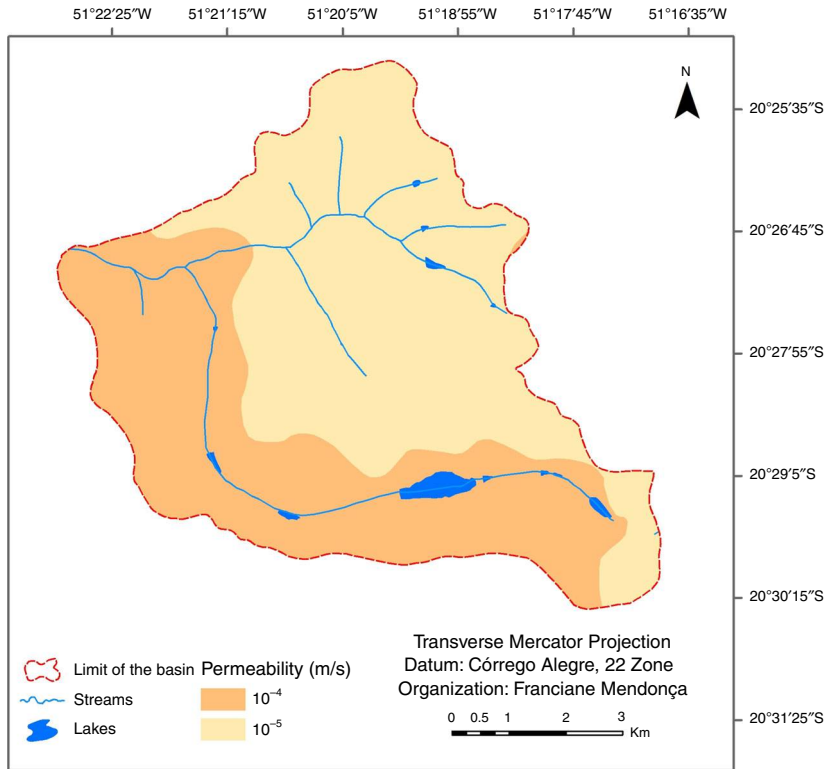 51°22′25″W 51°21′15″W 51°20′5″W 51°18′55″W 51°17′45″W 51°16′35″W
N
20°25′35″S
20°26′45″S
20°27′55″S
20°29′5″S
20°30′15″S
20°31′25″S
Limit of the basin
Streams
Lakes
Permeability (m/s)
10⁻⁴
10⁻⁵
Transverse Mercator Projection
Datum: Córrego Alegre, 22 Zone
Organization: Franciane Mendonça
0 0.5 1 2 3
Km